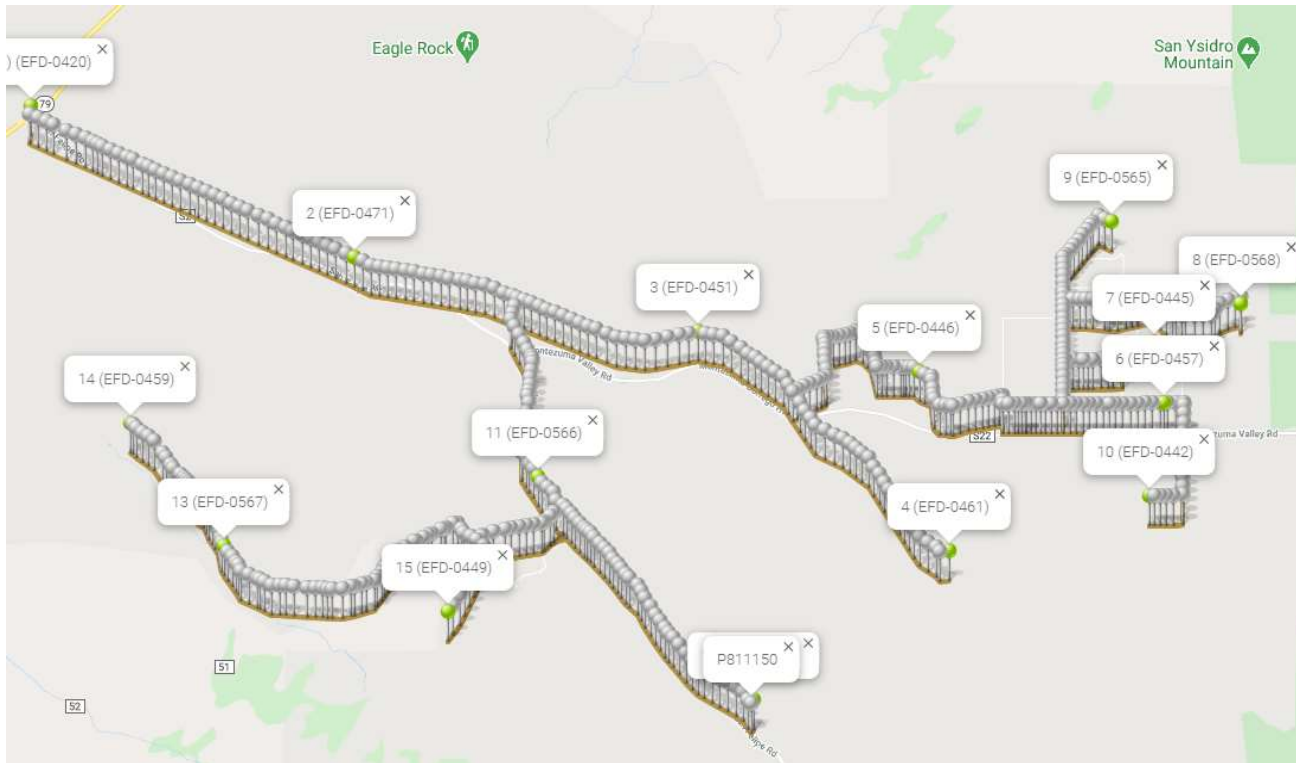 Eagle Rock
San Ysidro
Mountain
) (EFD-0420)
79
S2
2 (EFD-0471)
3 (EFD-0451)
9 (EFD-0565)
8 (EFD-0568)
7 (EFD-0445)
5 (EFD-0446)
6 (EFD-0457)
ontezuma Valley Rd
14 (EFD-0459)
11 (EFD-0566)
S22
Valley Rd
10 (EFD-0442)
13 (EFD-0567)
4 (EFD-0461)
15 (EFD-0449)
P811150
S1
S2
Rd